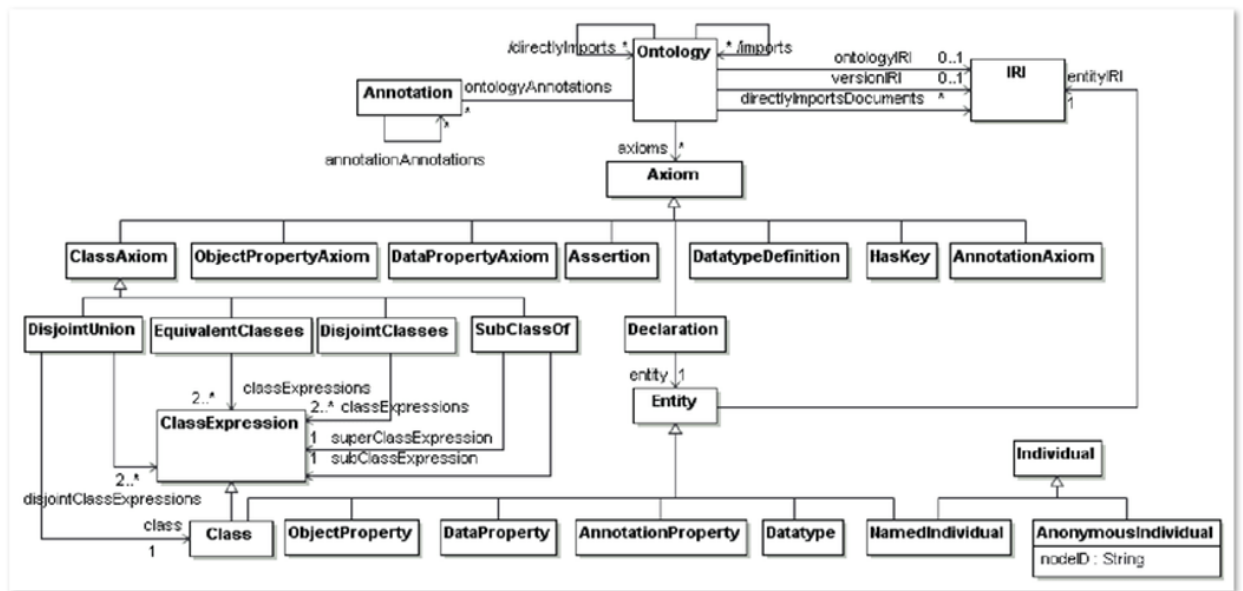 /directlyImports * Ontology * /imports
ontologyIRI 0..1 IRI entityIRI
Annotation ontologyAnnotations versionIRI 0..1
* directlyImportsDocuments * 1
*
annotationAnnotations axioms *
Axiom
ClassAxiom ObjectPropertyAxiom DataPropertyAxiom Assertion DatatypeDefinition HasKey AnnotationAxiom
DisjointUnion EquivalentClasses DisjointClasses SubClassOf Declaration
entity 1
classExpressions
2..* 2..* classExpressions Entity
ClassExpression
1 superClassExpression
1 subClassExpression Individual
2..*
disjointClassExpressions
class
1 Class ObjectProperty DataProperty AnnotationProperty Datatype NamedIndividual AnonymousIndividual
nodeID : String